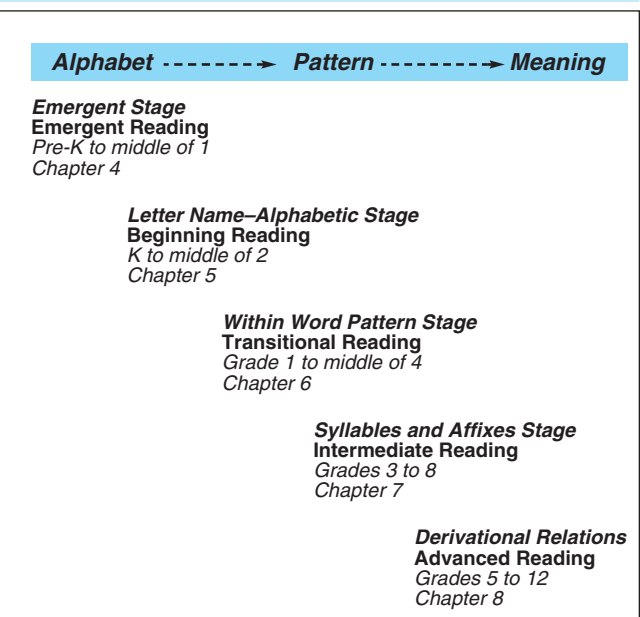 Alphabet --------> Pattern ---------> Meaning
Emergent Stage
Emergent Reading
Pre-K to middle of 1
Chapter 4
Letter Name–Alphabetic Stage
Beginning Reading
K to middle of 2
Chapter 5
Within Word Pattern Stage
Transitional Reading
Grade 1 to middle of 4
Chapter 6
Syllables and Affixes Stage
Intermediate Reading
Grades 3 to 8
Chapter 7
Derivational Relations
Advanced Reading
Grades 5 to 12
Chapter 8